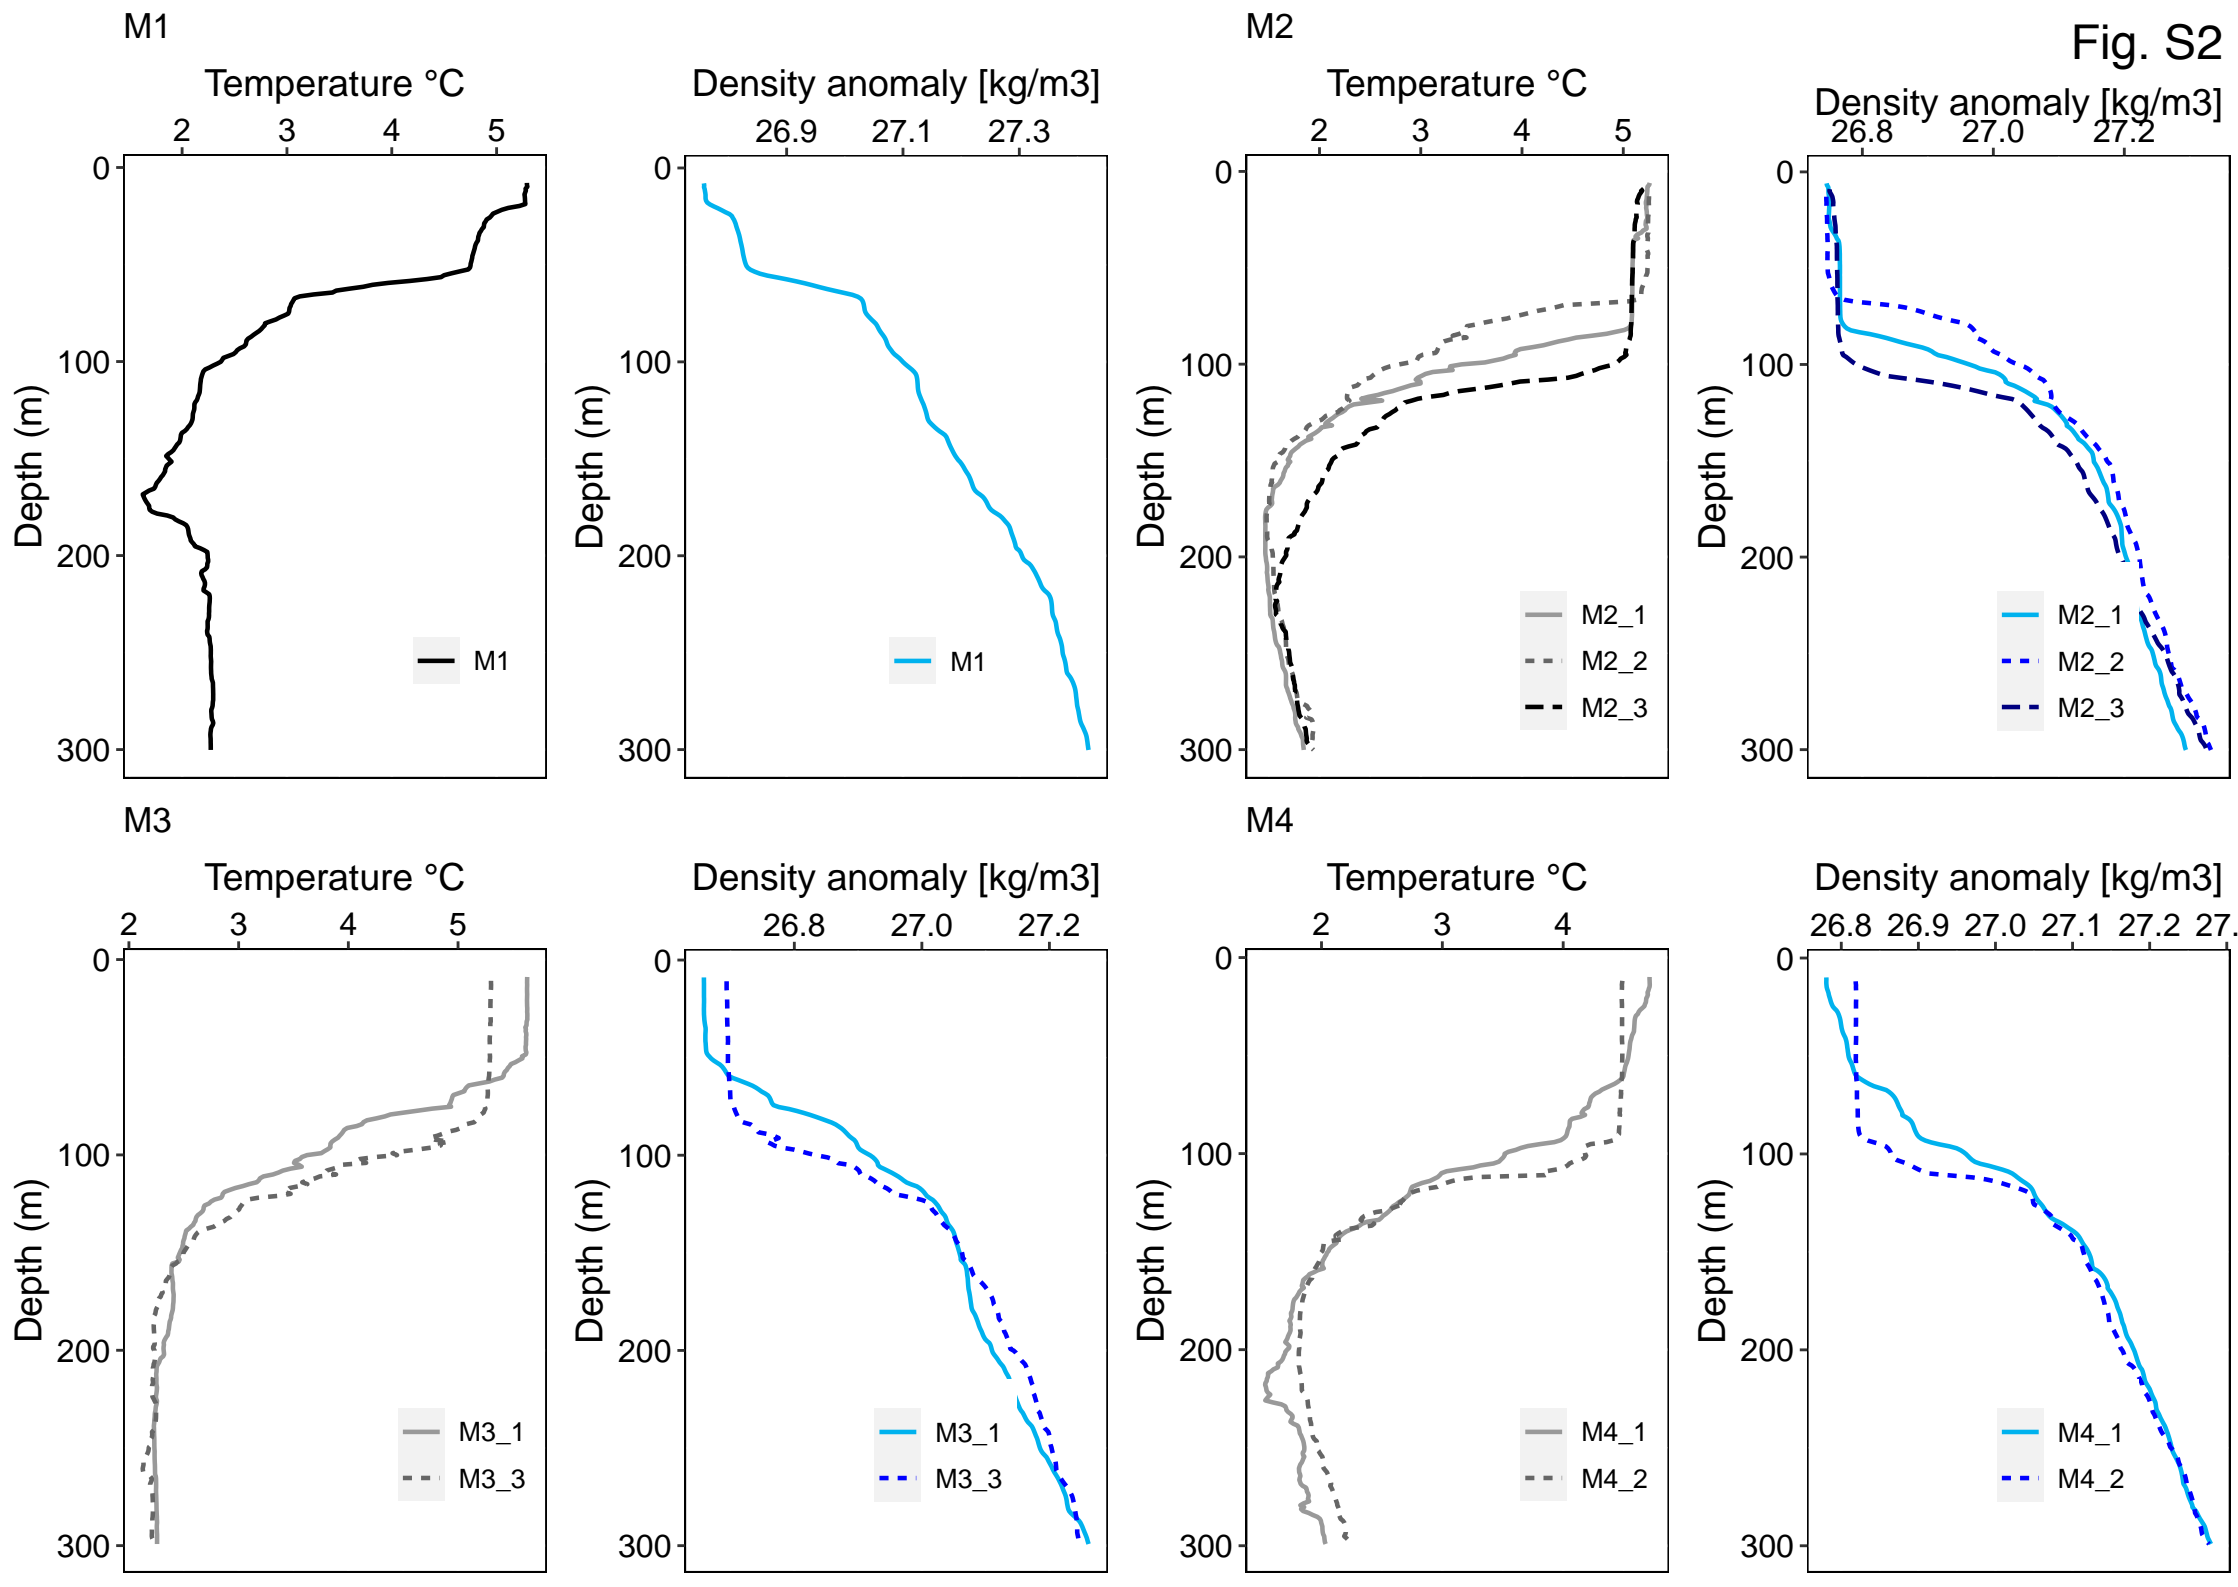 M1
M2
Fig. S2
Temperature °C
Density anomaly [kg/m3]
Temperature °C
Density anomaly [kg/m3]
2 3 4 5
26.9 27.1 27.3
2 3 4 5
26.8 27.0 27.2
Depth (m)
0
100
200
300
M1
Depth (m)
0
100
200
300
M1
Depth (m)
0
100
200
300
M2_1
M2_2
M2_3
Depth (m)
0
100
200
300
M2_1
M2_2
M2_3
M3
M4
Temperature °C
Density anomaly [kg/m3]
Temperature °C
Density anomaly [kg/m3]
2 3 4 5
26.8 27.0 27.2
2 3 4
26.8 26.9 27.0 27.1 27.2 27.
Depth (m)
0
100
200
300
M3_1
M3_3
Depth (m)
0
100
200
300
M3_1
M3_3
Depth (m)
0
100
200
300
M4_1
M4_2
Depth (m)
0
100
200
300
M4_1
M4_2